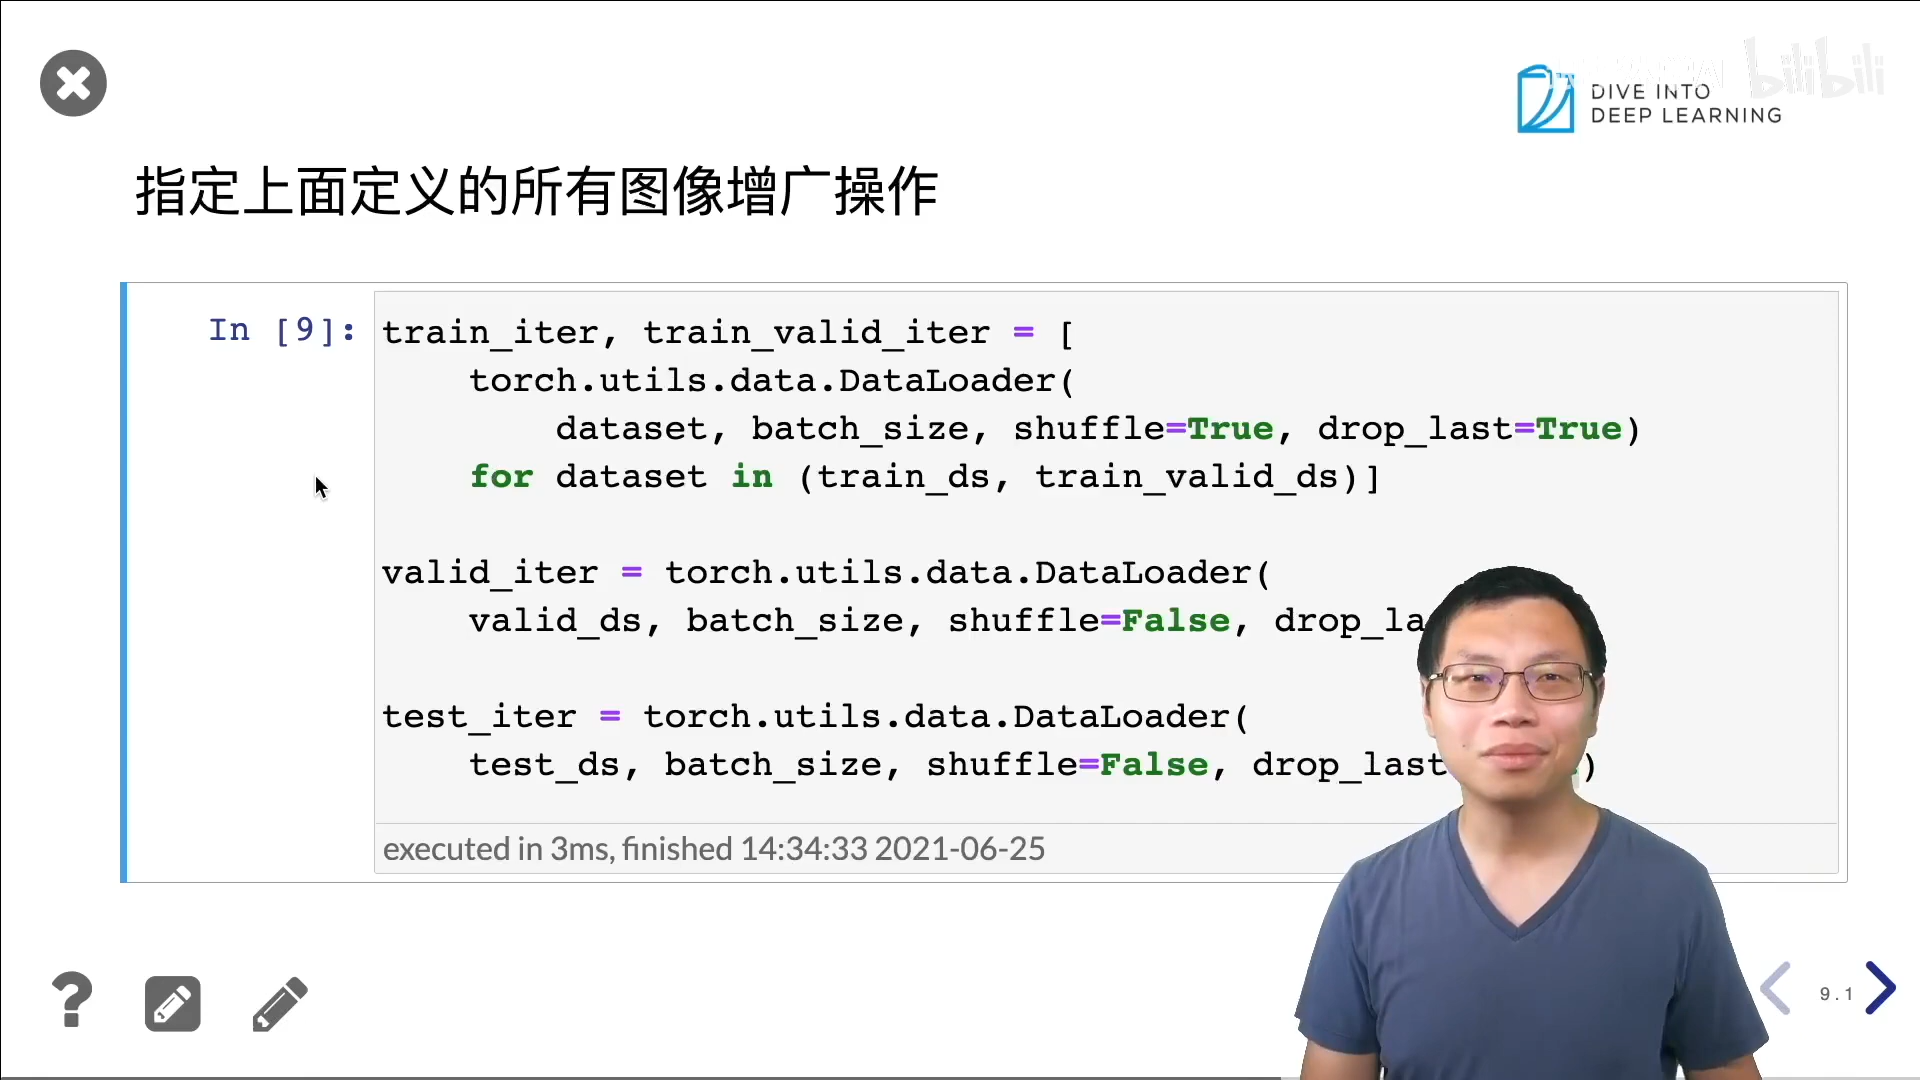 bilibili
DIVE INTO
DEEP LEARNING
指定上面定义的所有图像增广操作
In [9]:
train_iter, train_valid_iter = [
torch.utils.data.DataLoader(
dataset, batch_size, shuffle=True, drop_last=True)
for dataset in (train_ds, train_valid_ds)]
valid_iter = torch.utils.data.DataLoader(
valid_ds, batch_size, shuffle=False, drop_la
test_iter = torch.utils.data.DataLoader(
test_ds, batch_size, shuffle=False, drop_last )
executed in 3ms, finished 14:34:33 2021-06-25
9.1